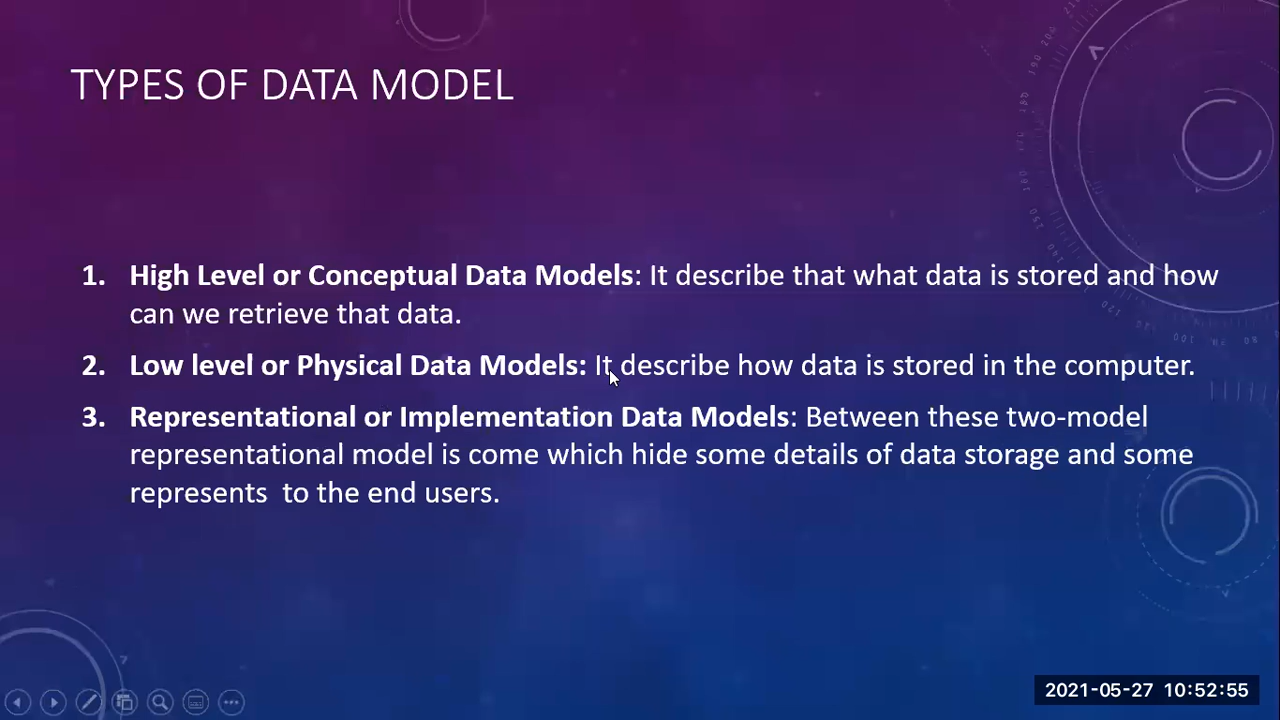 TYPES OF DATA MODEL
1. High Level or Conceptual Data Models: It describe that what data is stored and how
can we retrieve that data.
2. Low level or Physical Data Models: It describe how data is stored in the computer.
3. Representational or Implementation Data Models: Between these two-model
representational model is come which hide some details of data storage and some
represents  to the end users.
2021-05-27 10:52:55